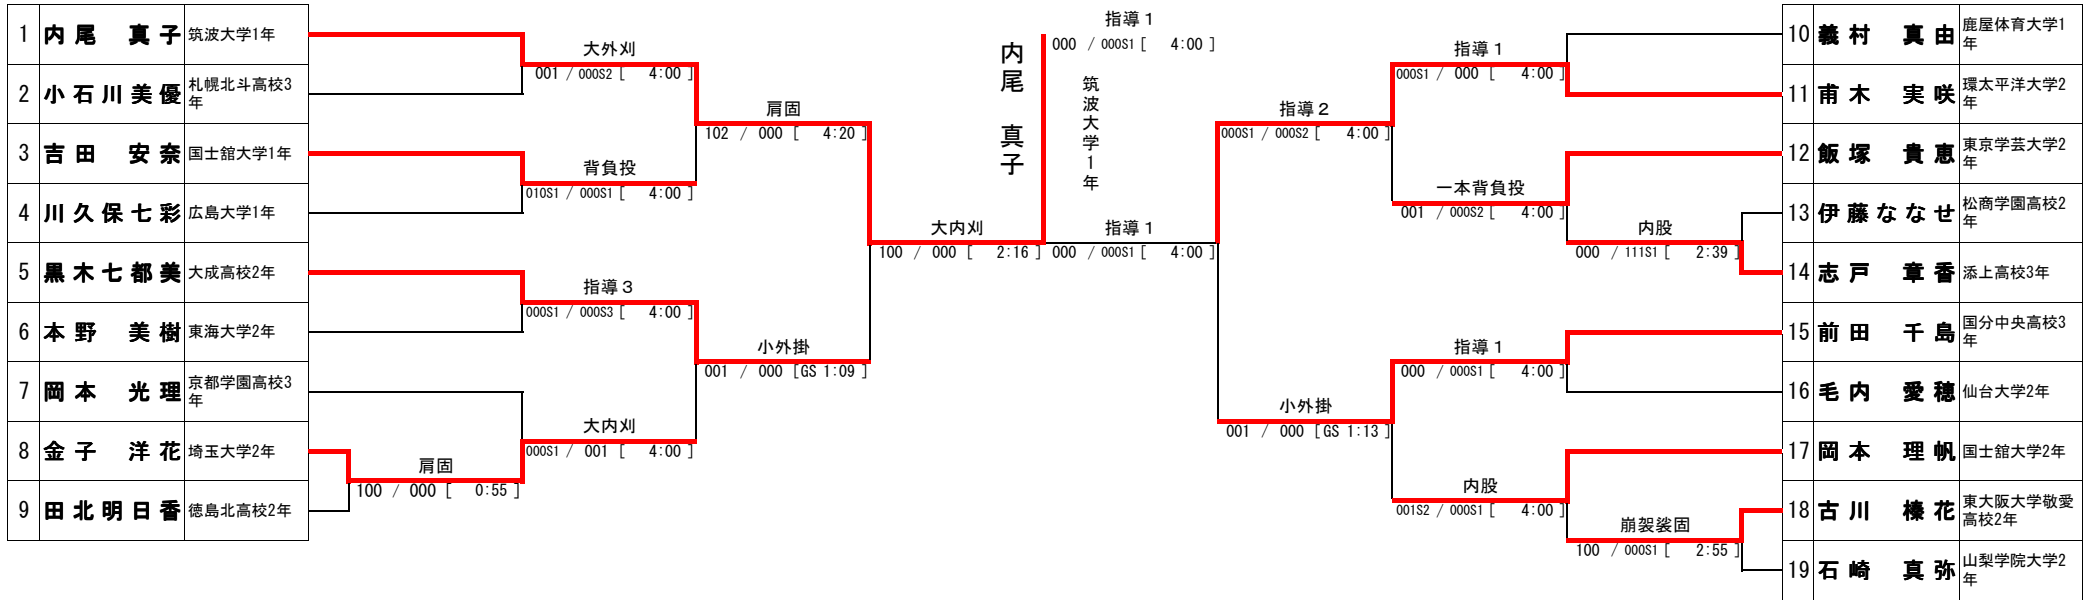 1 内尾 真子 筑波大学1年
2 小石川美優 札幌北斗高校3
年
3 吉田 安奈 国士舘大学1年
4 川久保七彩 広島大学1年
5 黒木七都美 大成高校2年
6 本野 美樹 東海大学2年
7 岡本 光理 京都学園高校3
年
8 金子 洋花 埼玉大学2年
9 田北明日香 徳島北高校2年
肩固
100 / 000 [ 0:55 ]
大外刈
001 / 000S2 [ 4:00 ]
背負投
010S1 / 000S1 [ 4:00 ]
指導3
000S1 / 000S3 [ 4:00 ]
大内刈
000S1 / 001 [ 4:00 ]
肩固
102 / 000 [ 4:20 ]
小外掛
001 / 000 [GS 1:09 ]
大内刈
100 / 000 [ 2:16 ]
内尾 真子
筑波大学1年
指導1
000 / 000S1 [ 4:00 ]
指導1
000 / 000S1 [ 4:00 ]
指導2
000S1 / 000S2 [ 4:00 ]
小外掛
001 / 000 [GS 1:13 ]
指導1
000S1 / 000 [ 4:00 ]
一本背負投
001 / 000S2 [ 4:00 ]
指導1
000 / 000S1 [ 4:00 ]
内股
001S2 / 000S1 [ 4:00 ]
内股
000 / 111S1 [ 2:39 ]
崩袈裟固
100 / 000S1 [ 2:55 ]
10 義村 真由 鹿屋体育大学1
年
11 甫木 実咲 環太平洋大学2
年
12 飯塚 貴恵 東京学芸大学2
年
13 伊藤ななせ 松商学園高校2
年
14 志戸 章香 添上高校3年
15 前田 千島 国分中央高校3
年
16 毛内 愛穂 仙台大学2年
17 岡本 理帆 国士舘大学2年
18 古川 榛花 東大阪大学敬愛
高校2年
19 石崎 真弥 山梨学院大学2
年